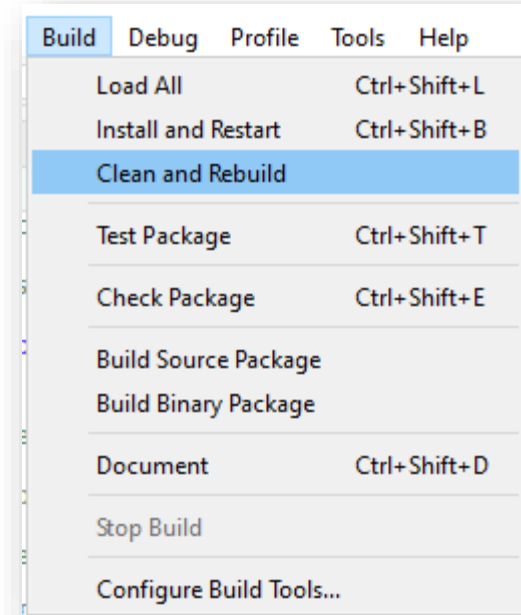 Build Debug Profile Tools Help
Load All Ctrl+Shift+L
Install and Restart Ctrl+Shift+B
Clean and Rebuild
Test Package Ctrl+Shift+T
Check Package Ctrl+Shift+E
Build Source Package
Build Binary Package
Document Ctrl+Shift+D
Stop Build
Configure Build Tools...